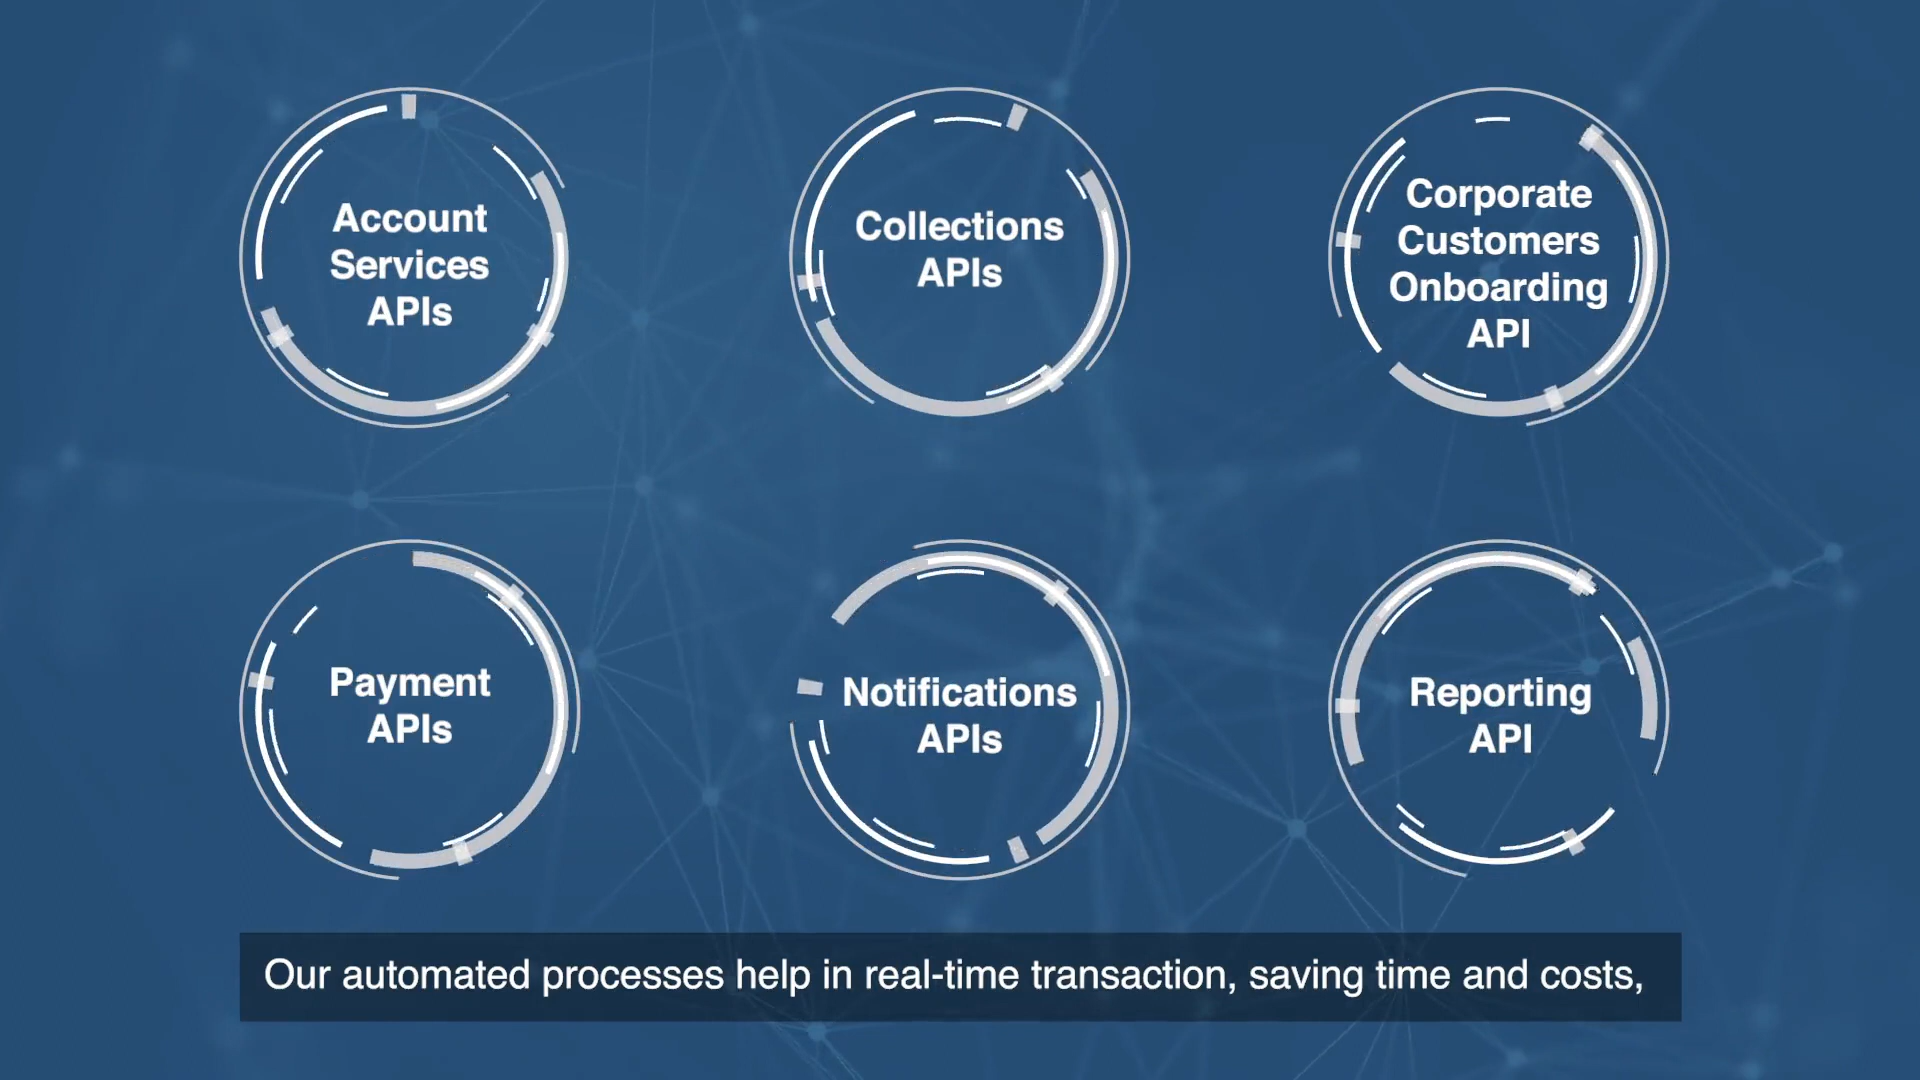 Account
Services
APIs
Collections
APIs
Corporate
Customers
Onboarding
API
Payment
APIs
Notifications
APIs
Reporting
API
Our automated processes help in real-time transaction, saving time and costs,